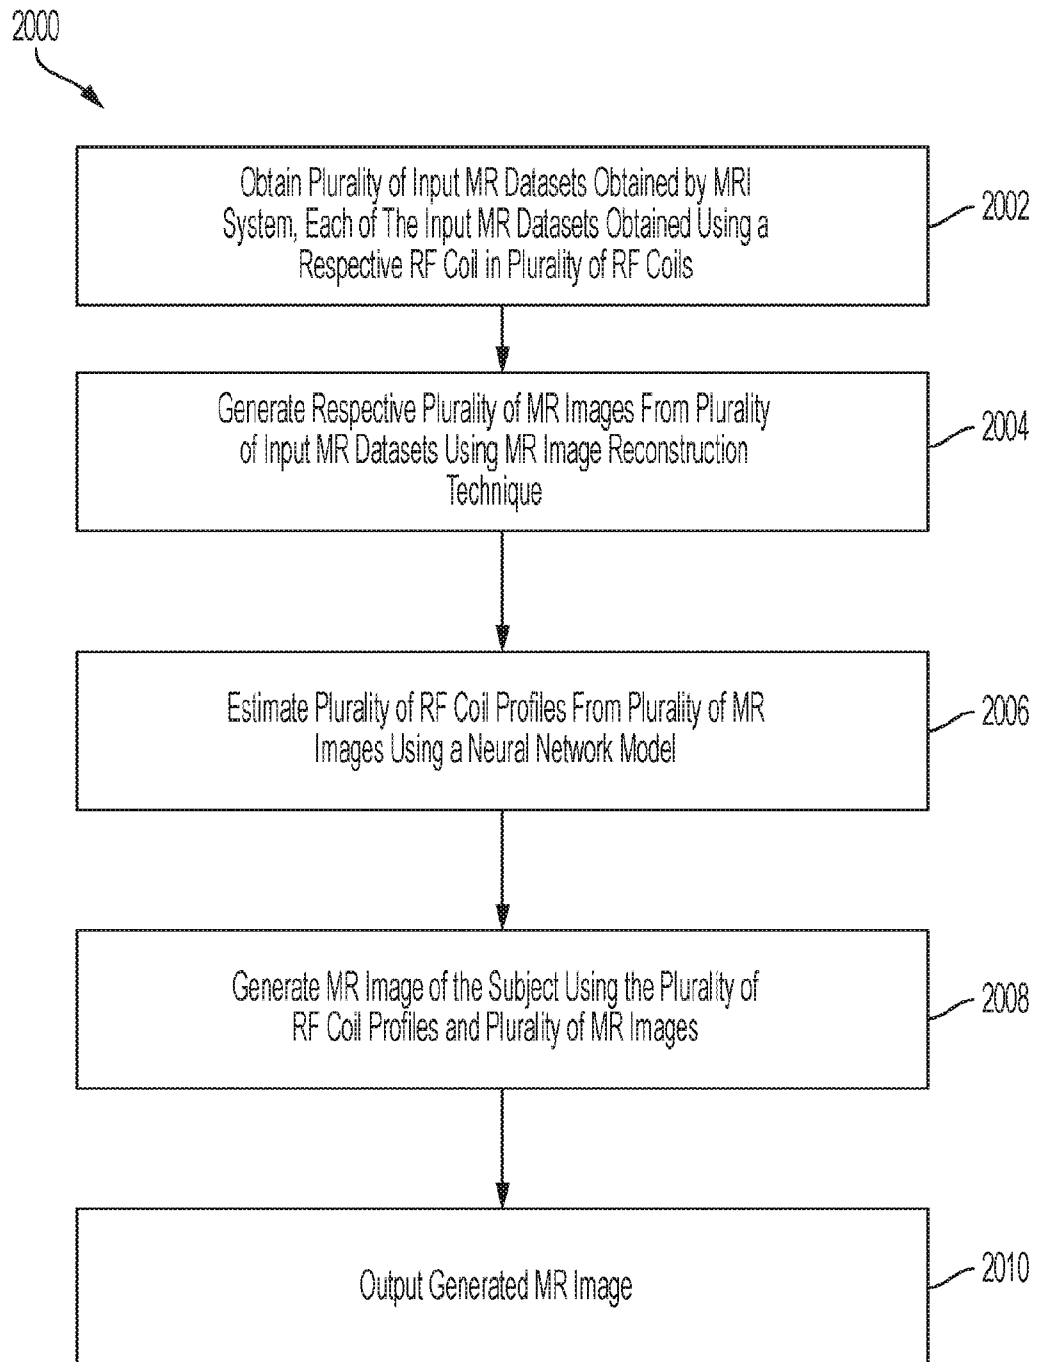 2000
Obtain Plurality of Input MR Datasets Obtained by MRI
System, Each of The Input MR Datasets Obtained Using a
Respective RF Coil in Plurality of RF Coils
2002
Generate Respective Plurality of MR Images From Plurality
of Input MR Datasets Using MR Image Reconstruction
Technique
2004
Estimate Plurality of RF Coil Profiles From Plurality of MR
Images Using a Neural Network Model
2006
Generate MR Image of the Subject Using the Plurality of
RF Coil Profiles and Plurality of MR Images
2008
Output Generated MR Image
2010